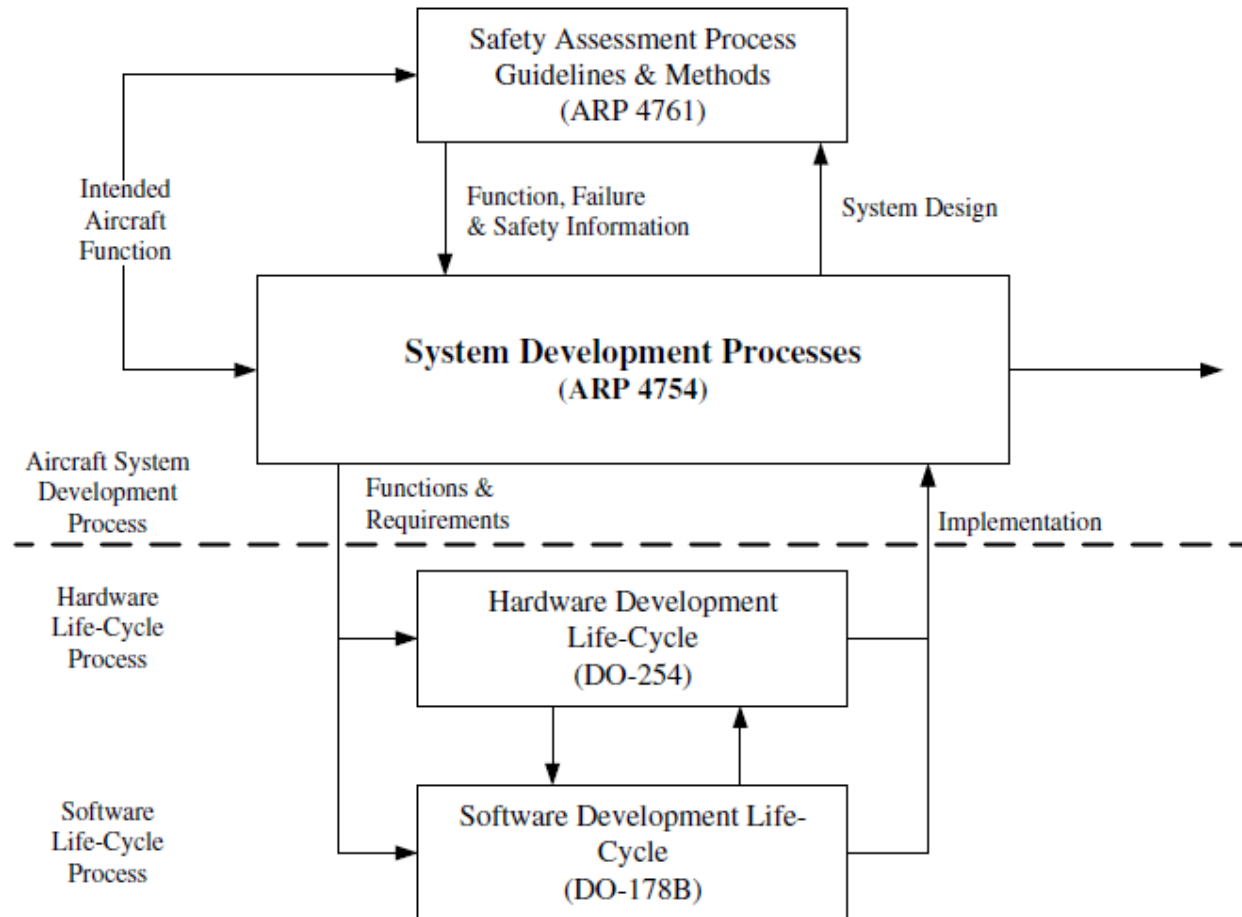 Safety Assessment Process
Guidelines & Methods
(ARP 4761)
Intended
Aircraft
Function
Function, Failure
& Safety Information
System Design
System Development Processes
(ARP 4754)
Aircraft System
Development
Process
Functions &
Requirements
Implementation
Hardware
Life-Cycle
Process
Hardware Development
Life-Cycle
(DO-254)
Software
Life-Cycle
Process
Software Development Life-
Cycle
(DO-178B)